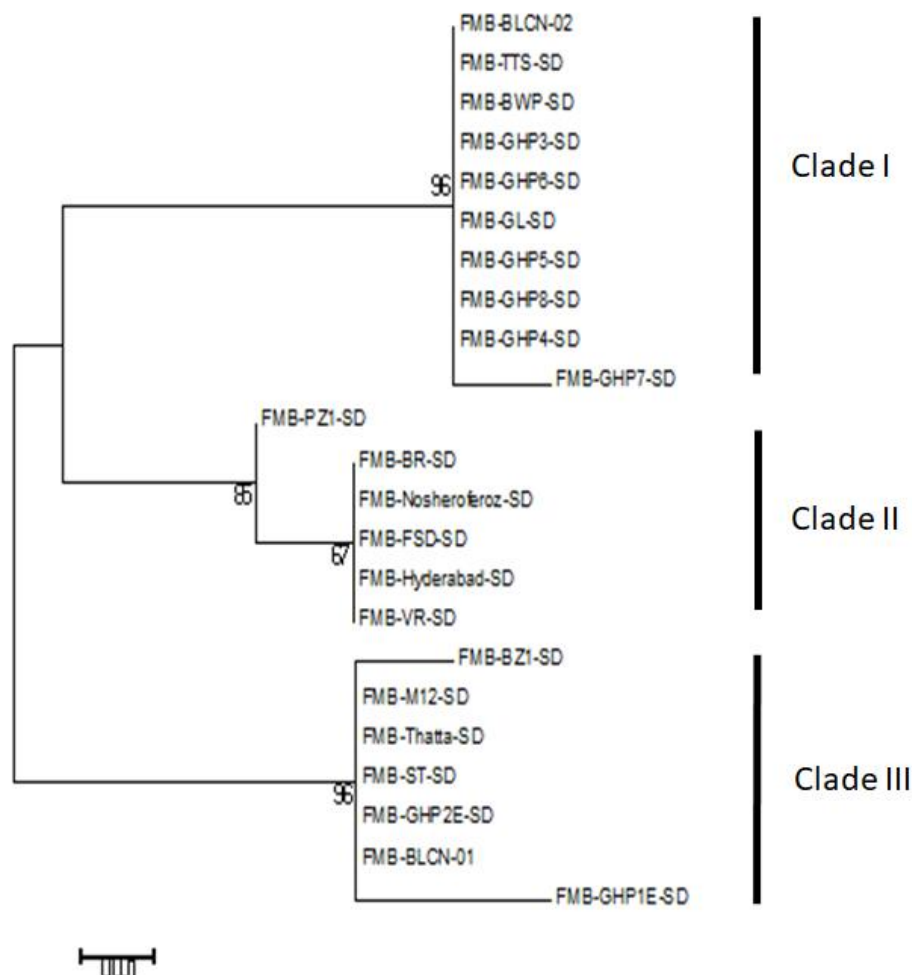 FMB-BLCN-02
FMB-TTS-SD
FMB-BWP-SD
FMB-GHP3-SD
96
FMB-GHP6-SD
Clade I
FMB-GL-SD
FMB-GHP5-SD
FMB-GHP8-SD
FMB-GHP4-SD
FMB-GHP7-SD
FMB-PZ1-SD
FMB-BR-SD
85
FMB-Nosheroferoz-SD
Clade II
FMB-FSD-SD
67
FMB-Hyderabad-SD
FMB-VR-SD
FMB-BZ1-SD
FMB-M12-SD
FMB-Thatta-SD
FMB-ST-SD
Clade III
96
FMB-GHP2E-SD
FMB-BLCN-01
FMB-GHP1E-SD